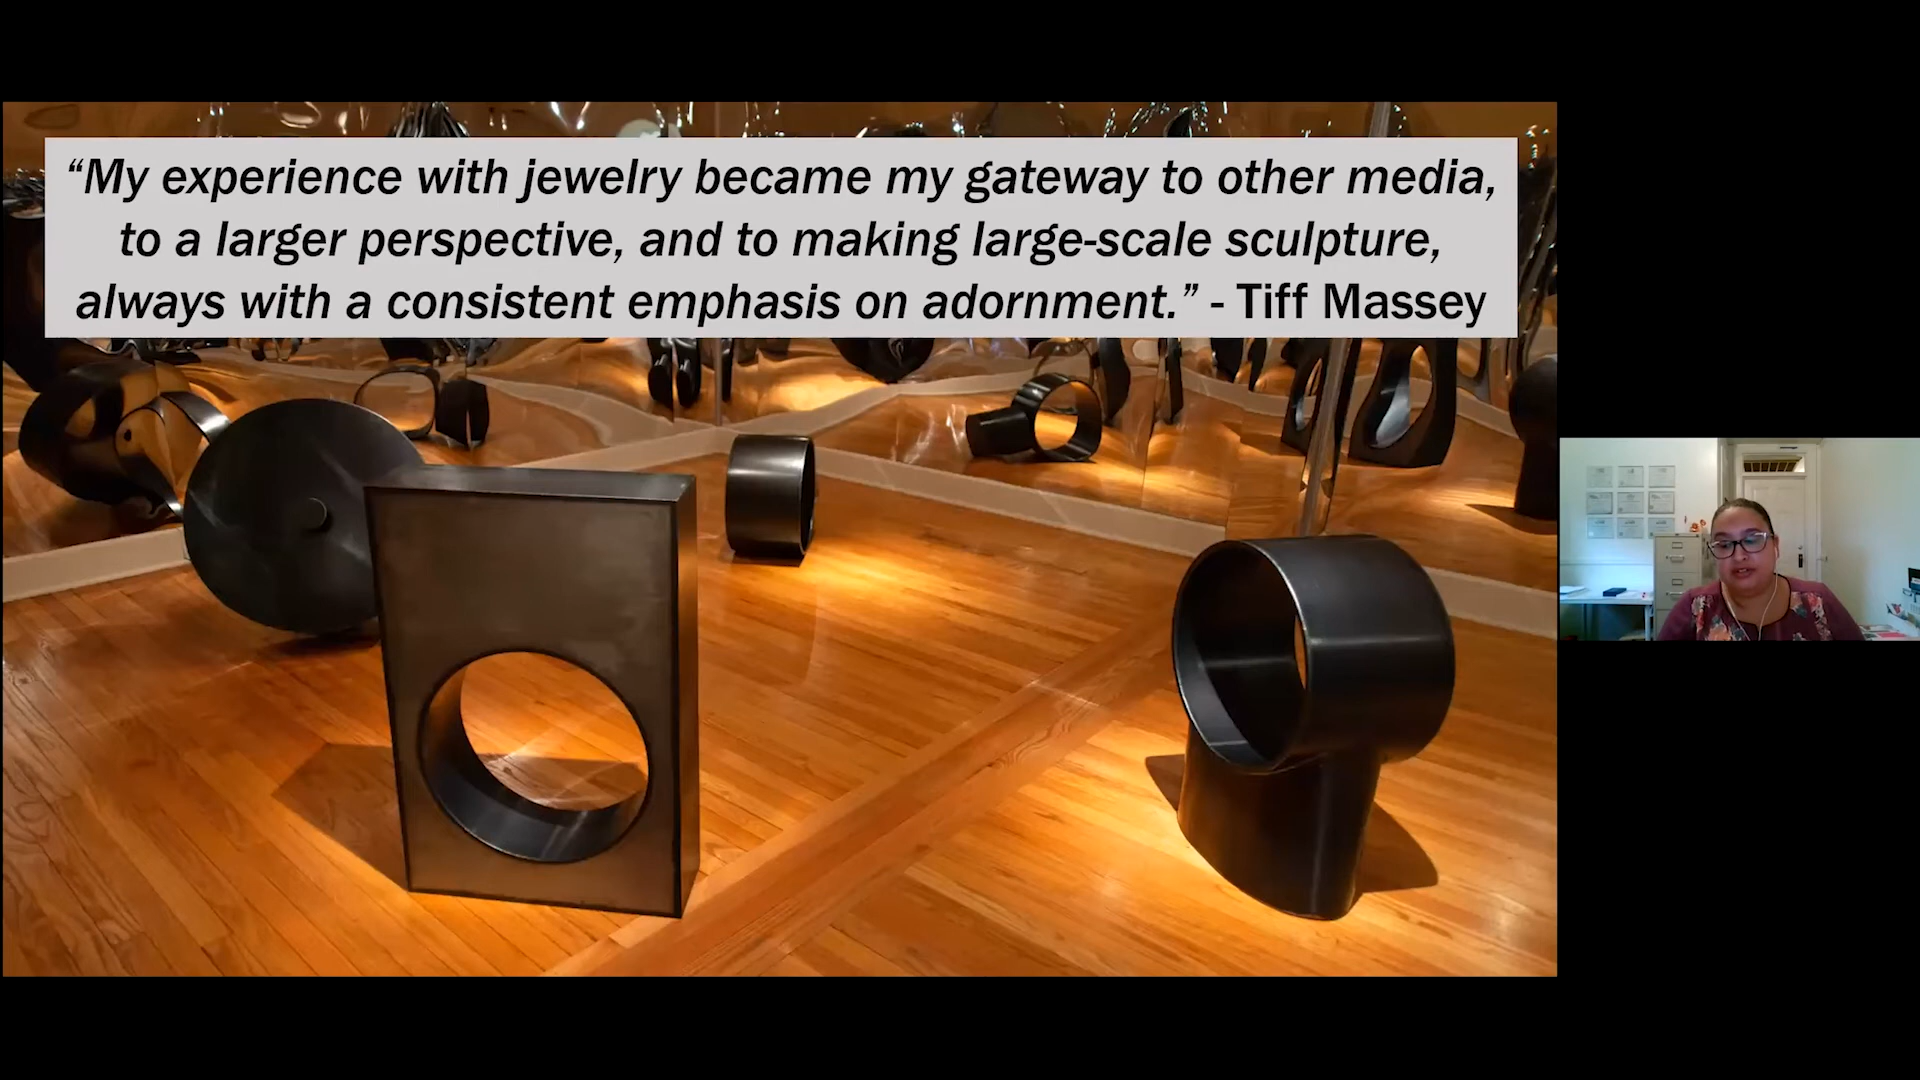 “My experience with jewelry became my gateway to other media,
to a larger perspective, and to making large-scale sculpture,
always with a consistent emphasis on adornment.” - Tiff Massey